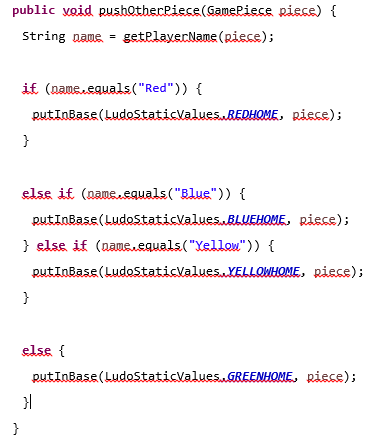 public void pushOtherPiece(GamePiece piece) {
String name = getPlayerName(piece);
if (name.equals("Red")) {
putInBase(LudoStaticValues.REDHOME, piece);
}
else if (name.equals("Blue")) {
putInBase(LudoStaticValues.BLUEHOME, piece);
} else if (name.equals("Yellow")) {
putInBase(LudoStaticValues.YELLOWHOME, piece);
}
else {
putInBase(LudoStaticValues.GREENHOME, piece);
}
}